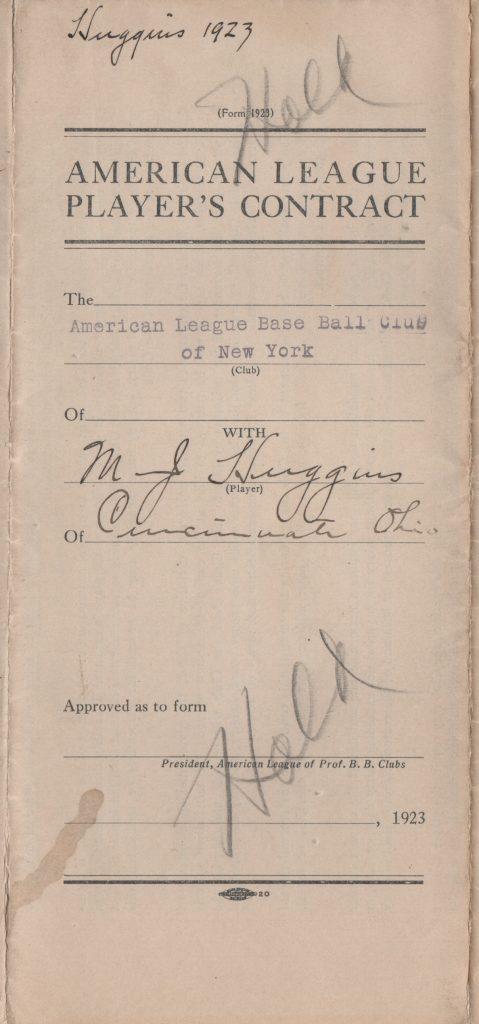 Huggins 1923
Hold
(Form 1923)
AMERICAN LEAGUE
PLAYER'S CONTRACT
The
American League Base Ball Club
of New York
(Club)
Of
WITH
M J Huggins
(Player)
Of Cincinnati Ohio
Hold
Approved as to form
President, American League of Prof. B. B. Clubs
, 1923
20